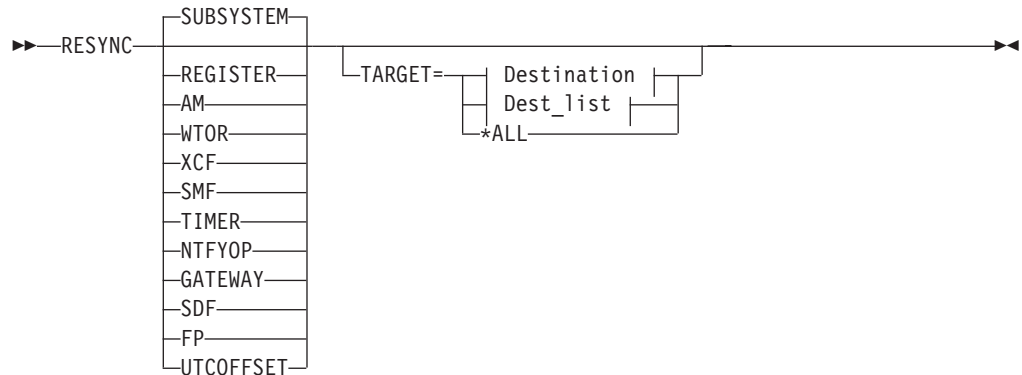 SUBSYSTEM
RESYNC
REGISTER TARGET= Destination
AM Dest_list
WTOR *ALL
XCF
SMF
TIMER
NTFYOP
GATEWAY
SDF
FP
UTCOFFSET